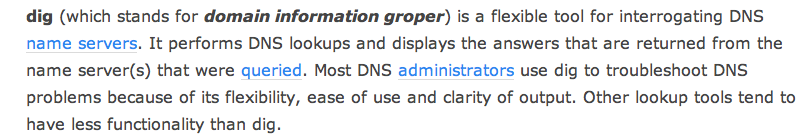 dig (which stands for domain information groper) is a flexible tool for interrogating DNS
name servers. It performs DNS lookups and displays the answers that are returned from the
name server(s) that were queried. Most DNS administrators use dig to troubleshoot DNS
problems because of its flexibility, ease of use and clarity of output. Other lookup tools tend to
have less functionality than dig.